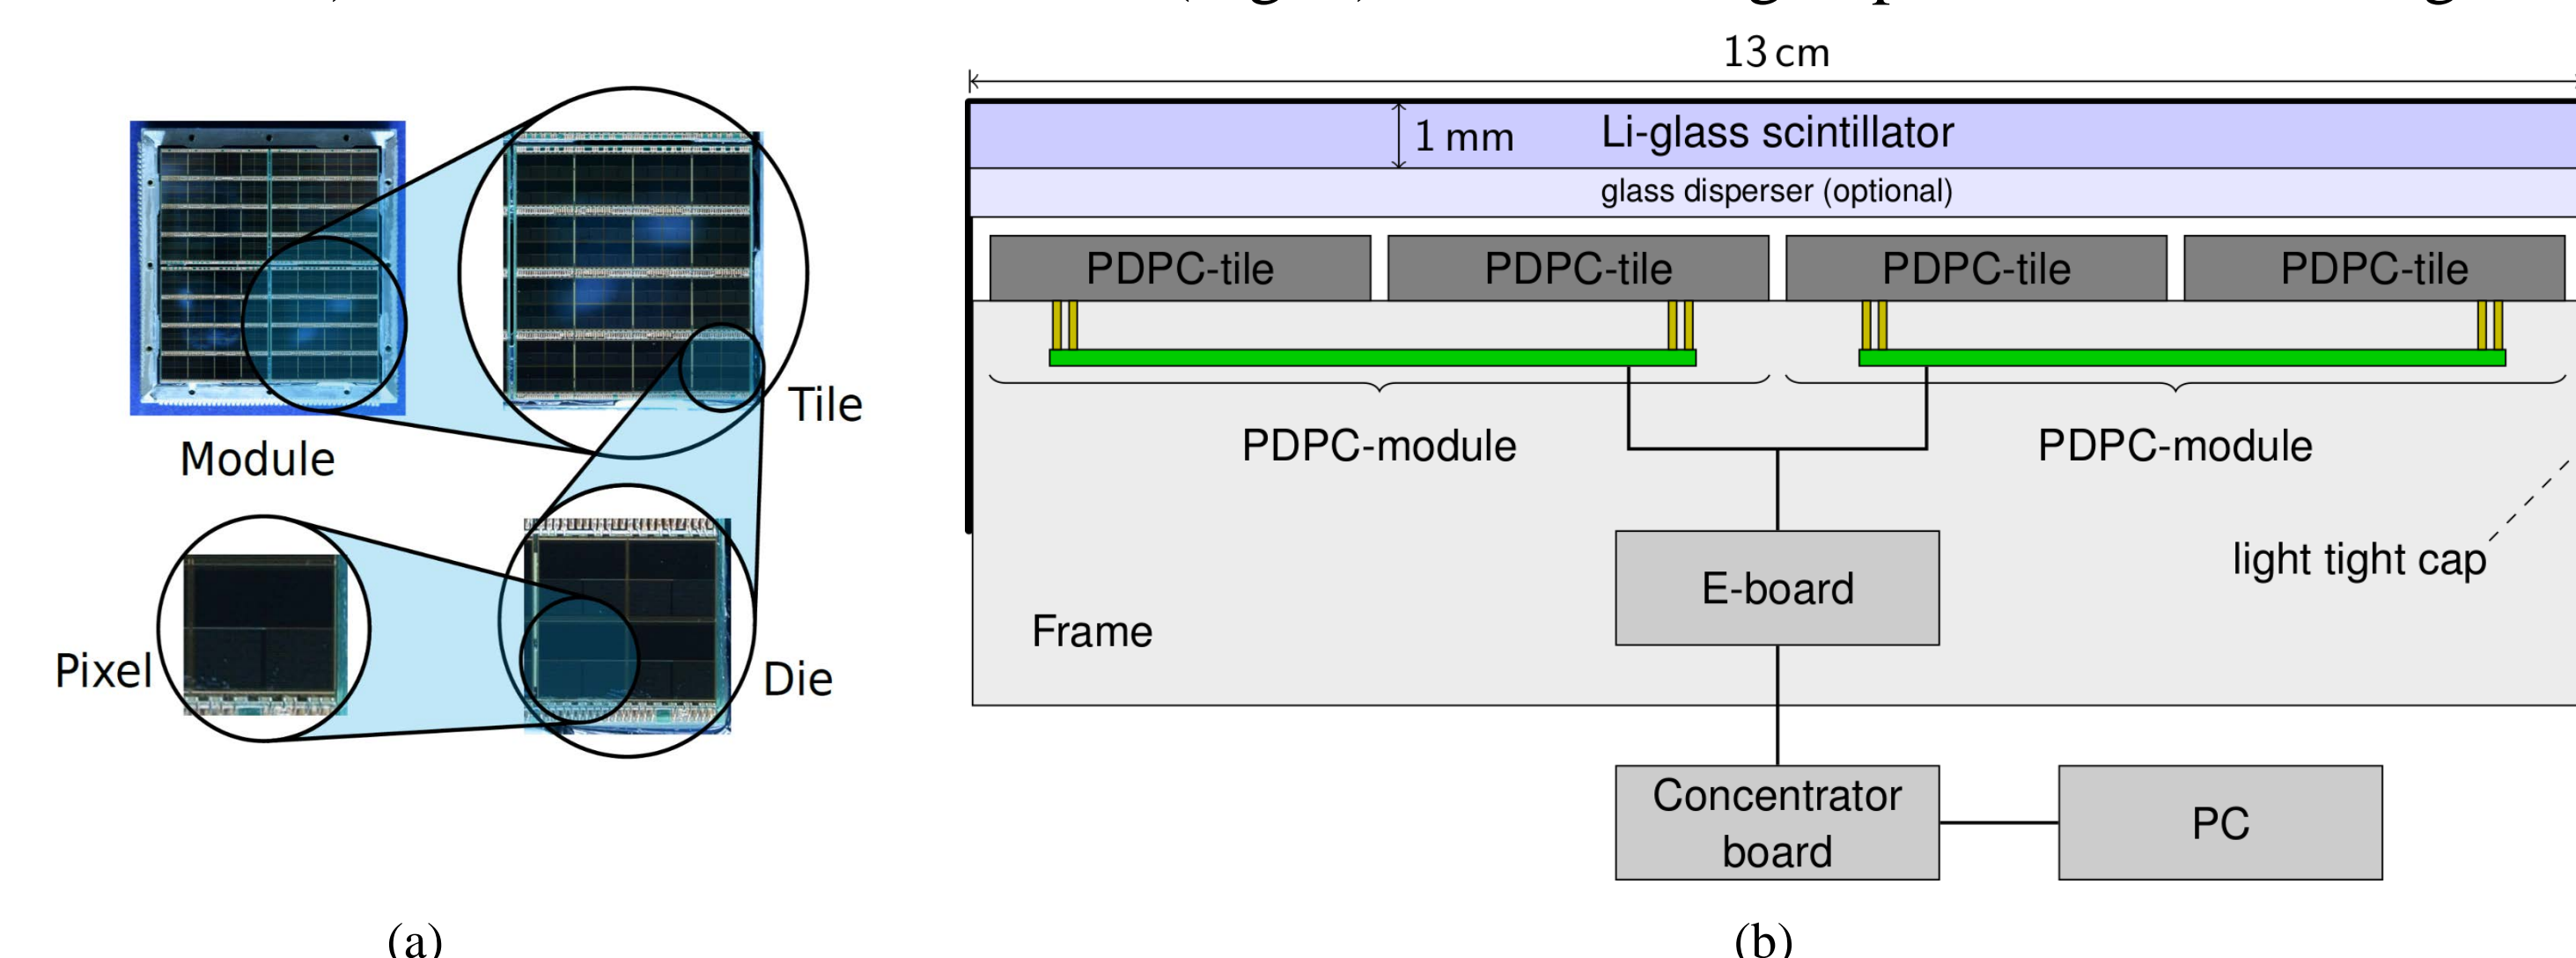 13 cm
Li-glass scintillator
1 mm
glass disperser (optional)
PDPC-tile
PDPC-tile
PDPC-tile
PDPC-tile
Tile
Module
PDPC-module
PDPC-module
light tight cap
E-board
Frame
Pixel
Die
Concentrator
board
PC
(a)
(b)